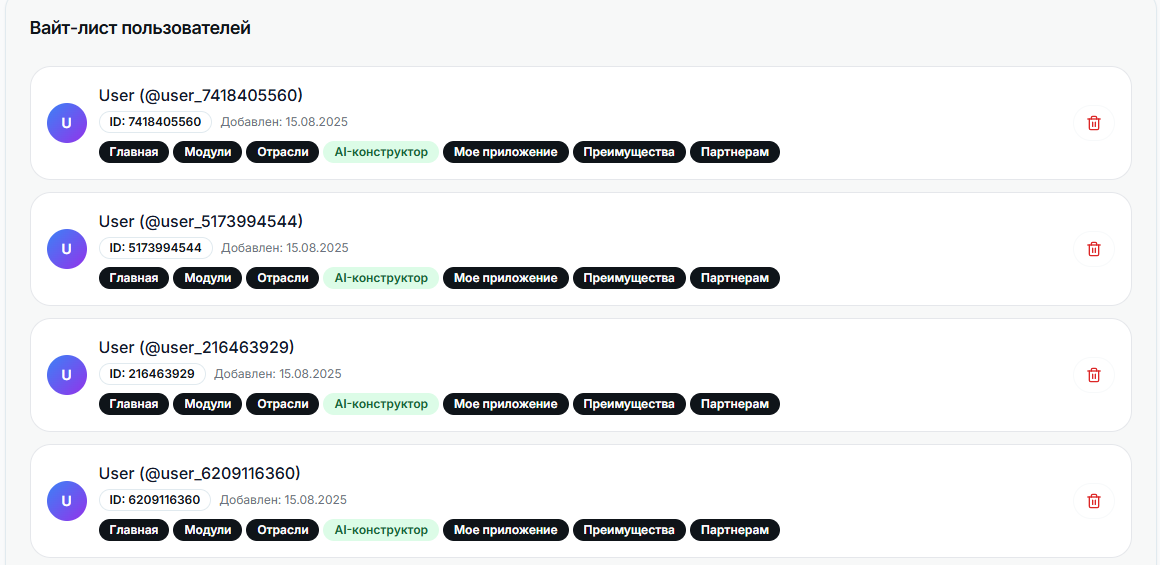 Вайт-лист пользователей
User (@user_7418405560)
U
ID: 7418405560 Добавлен: 15.08.2025
Главная Модули Отрасли AI-конструктор Мое приложение Преимущества Партнерам
User (@user_5173994544)
U
ID: 5173994544 Добавлен: 15.08.2025
Главная Модули Отрасли AI-конструктор Мое приложение Преимущества Партнерам
User (@user_216463929)
U
ID: 216463929 Добавлен: 15.08.2025
Главная Модули Отрасли AI-конструктор Мое приложение Преимущества Партнерам
User (@user_6209116360)
U
ID: 6209116360 Добавлен: 15.08.2025
Главная Модули Отрасли AI-конструктор Мое приложение Преимущества Партнерам